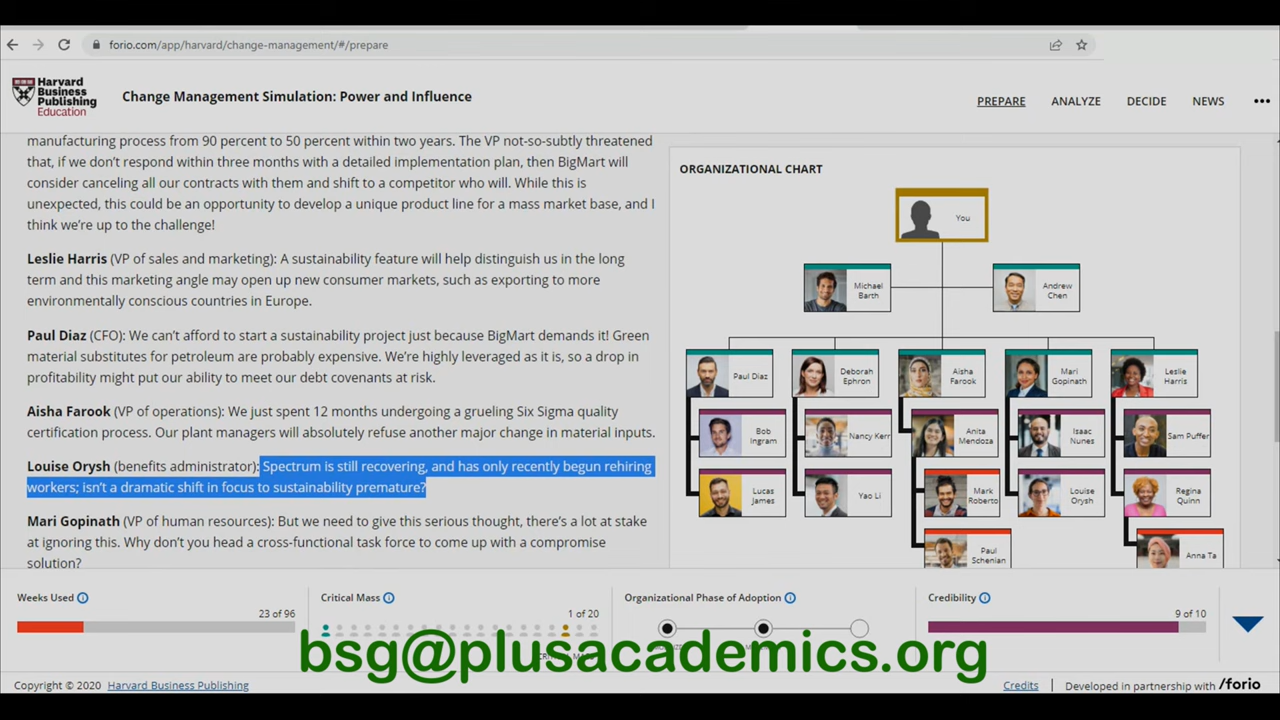 forio.com/app/harvard/change-management/#/prepare
Harvard
Business
Publishing
Education
Change Management Simulation: Power and Influence
PREPARE
ANALYZE
DECIDE
NEWS
manufacturing process from 90 percent to 50 percent within two years. The VP not-so-subtly threatened
that, if we don't respond within three months with a detailed implementation plan, then BigMart will
consider canceling all our contracts with them and shift to a competitor who will. While this is
unexpected, this could be an opportunity to develop a unique product line for a mass market base, and I
think we're up to the challenge!
Leslie Harris (VP of sales and marketing): A sustainability feature will help distinguish us in the long
term and this marketing angle may open up new consumer markets, such as exporting to more
environmentally conscious countries in Europe.
Paul Diaz (CFO): We can't afford to start a sustainability project just because BigMart demands it! Green
material substitutes for petroleum are probably expensive. We're highly leveraged as it is, so a drop in
profitability might put our ability to meet our debt covenants at risk.
Aisha Farook (VP of operations): We just spent 12 months undergoing a grueling Six Sigma quality
certification process. Our plant managers will absolutely refuse another major change in material inputs.
Louise Orysh (benefits administrator): Spectrum is still recovering, and has only recently begun rehiring
workers; isn't a dramatic shift in focus to sustainability premature?
Mari Gopinath (VP of human resources): But we need to give this serious thought, there's a lot at stake
at ignoring this. Why don't you head a cross-functional task force to come up with a compromise
solution?
ORGANIZATIONAL CHART
You
Michael
Barth
Andrew
Chen
Paul Diaz
Deborah
Ephron
Aisha
Farook
Mari
Gopinath
Leslie
Harris
Bob
Ingram
Nancy Kerr
Anita
Mendoza
Isaac
Nunes
Sam Puffer
Lucas
James
Yao Li
Mark
Roberto
Louise
Orysh
Regina
Quinn
Paul
Schenian
Anna Ta
Weeks Used
23 of 96
Critical Mass
1 of 20
Organizational Phase of Adoption
Credibility
9 of 10
bsg@plusacademics.org
Copyright © 2020 Harvard Business Publishing
Credits
Developed in partnership with /forio